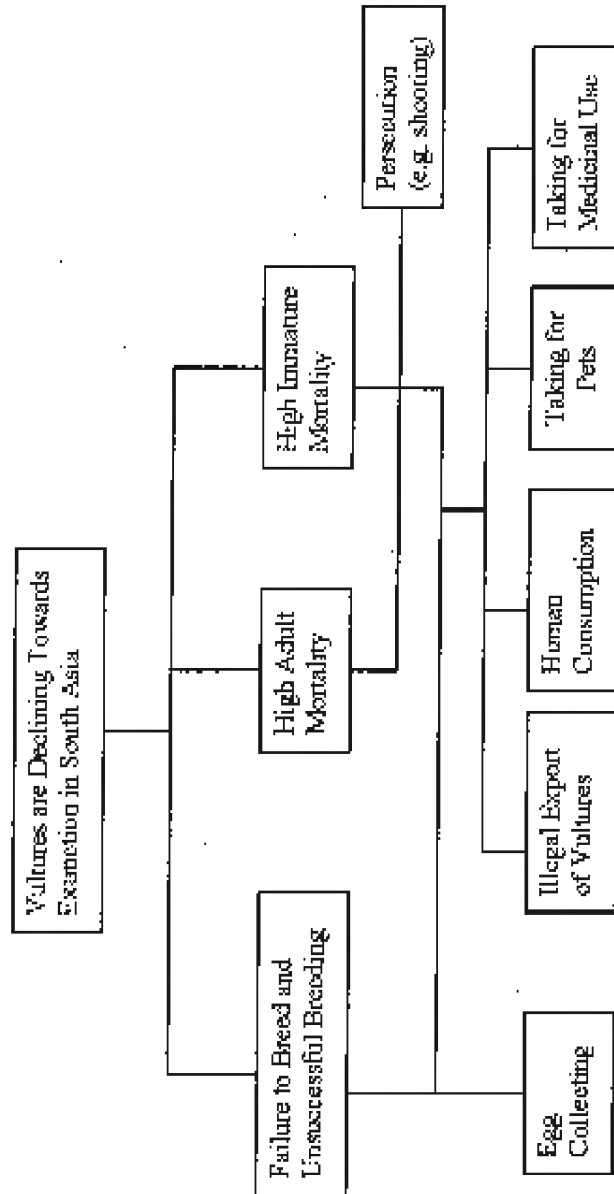 Vultures are Declining Towards
Extinction in South Asia
Failure to Breed and
Unsuccessful Breeding
High Adult
Mortality
High Immature
Mortality
Persecution
(e.g. shooting)
Egg
Collecting
Illegal Export
of Vultures
Human
Consumption
Taking for
Pets
Taking for
Medicinal Use